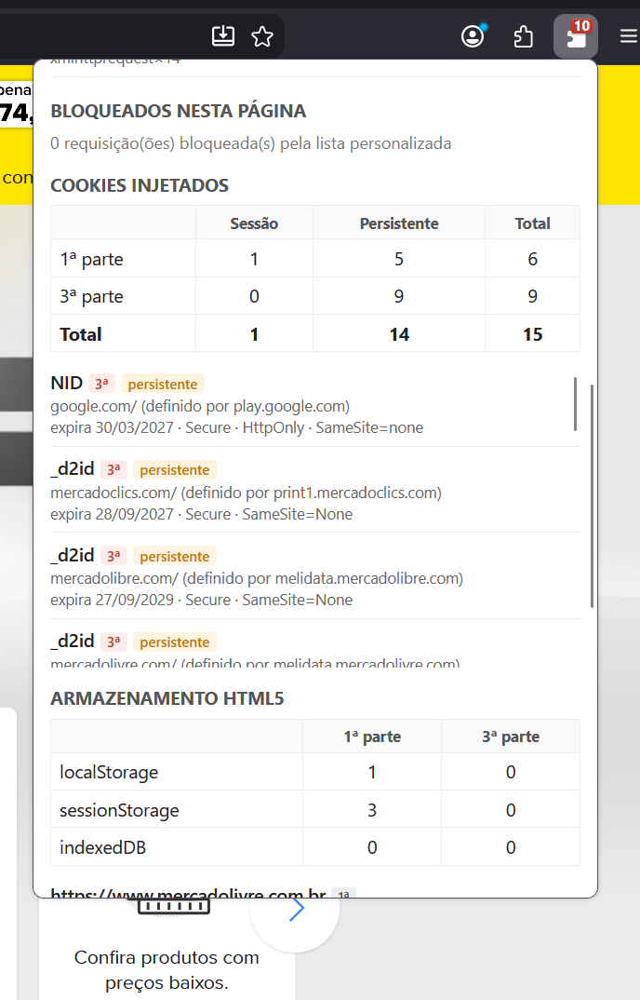 10
pena
74,
con
xmlhttprequest × 14
BLOQUEADOS NESTA PÁGINA
0 requisição(ões) bloqueada(s) pela lista personalizada
COOKIES INJETADOS
Sessão Persistente Total
1ª parte 1 5 6
3ª parte 0 9 9
Total 1 14 15
NID 3ª persistente
google.com/ (definido por play.google.com)
expira 30/03/2027 · Secure · HttpOnly · SameSite=none
_d2id 3ª persistente
mercadoclics.com/ (definido por print1.mercadoclics.com)
expira 28/09/2027 · Secure · SameSite=None
_d2id 3ª persistente
mercadolibre.com/ (definido por melidata.mercadolibre.com)
expira 27/09/2029 · Secure · SameSite=None
_d2id 3ª persistente
mercadolivre.com/ (definido por melidata.mercadolivre.com)
ARMAZENAMENTO HTML5
1ª parte 3ª parte
localStorage 1 0
sessionStorage 3 0
indexedDB 0 0
https://www.mercadolivre.com.br 1ª
Confira produtos com
preços baixos.